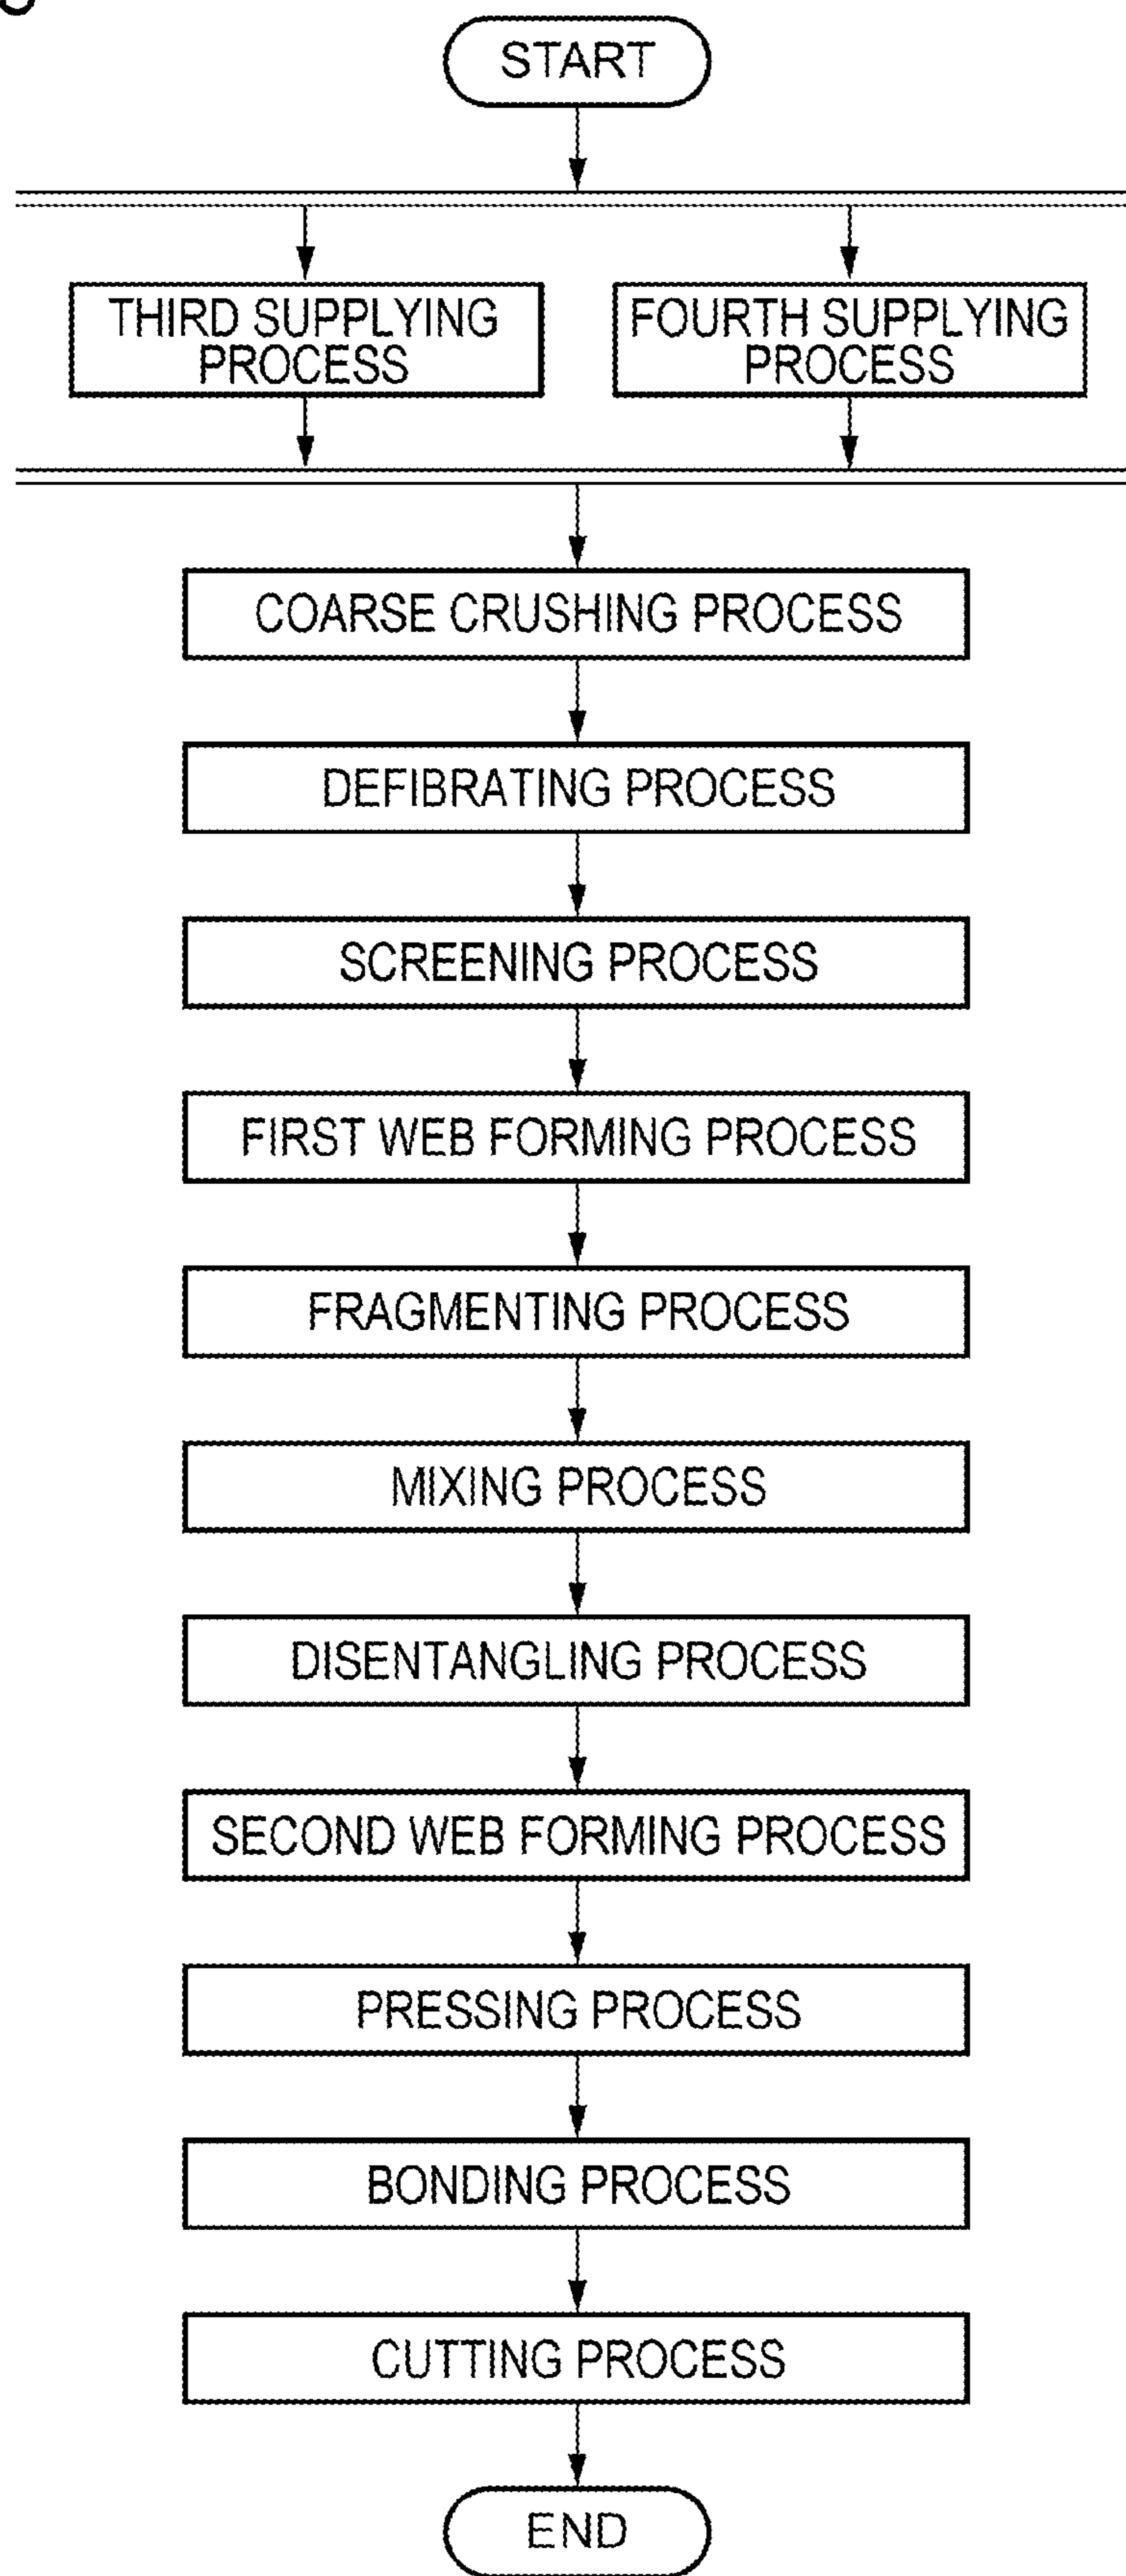 START
THIRD SUPPLYING
PROCESS
FOURTH SUPPLYING
PROCESS
COARSE CRUSHING PROCESS
DEFIBRATING PROCESS
SCREENING PROCESS
FIRST WEB FORMING PROCESS
FRAGMENTING PROCESS
MIXING PROCESS
DISENTANGLING PROCESS
SECOND WEB FORMING PROCESS
PRESSING PROCESS
BONDING PROCESS
CUTTING PROCESS
END